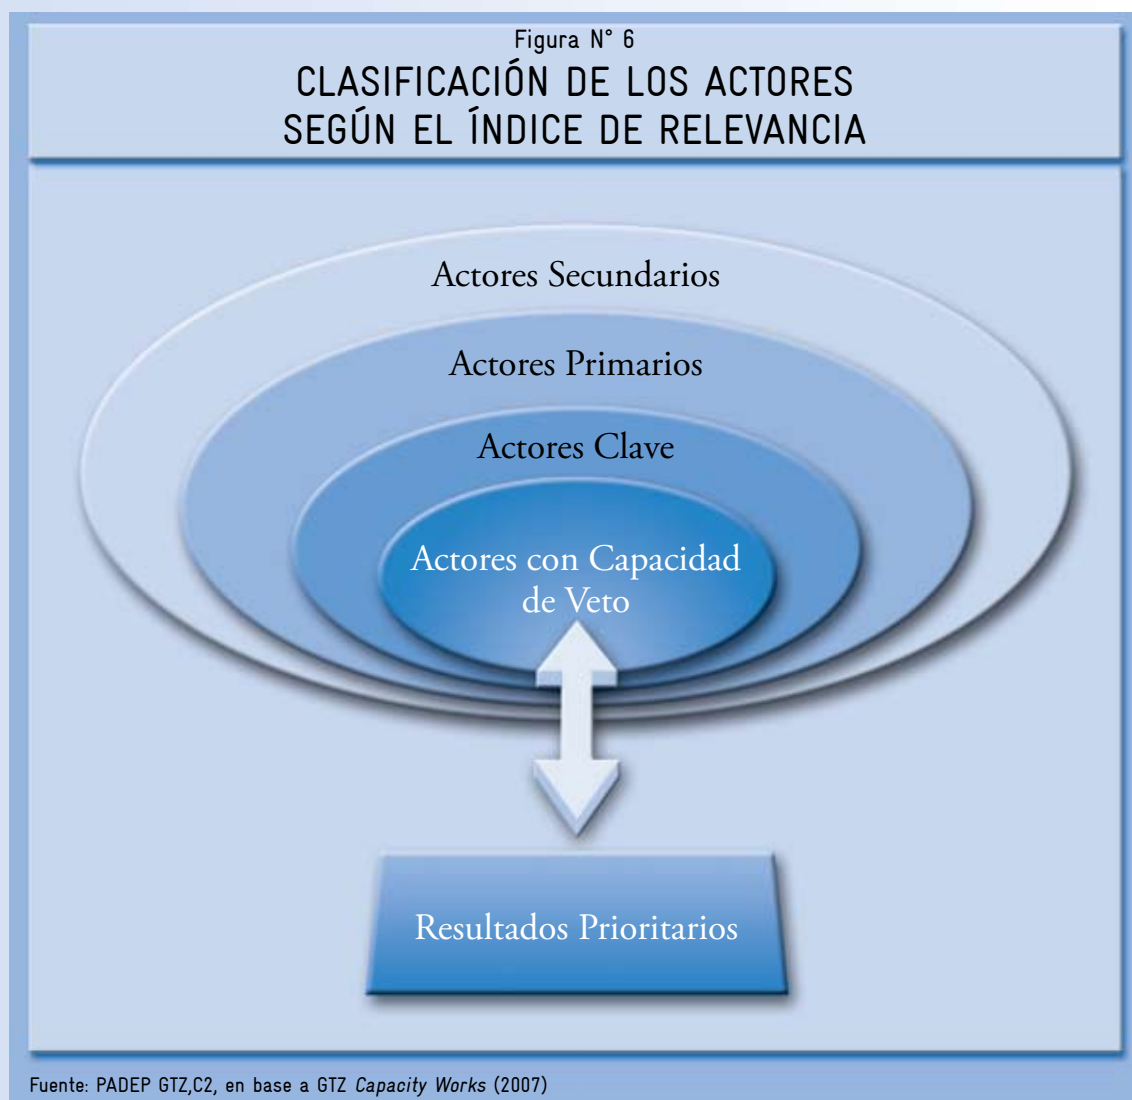 Figura N° 6
CLASIFICACIÓN DE LOS ACTORES
SEGÚN EL ÍNDICE DE RELEVANCIA
Actores Secundarios
Actores Primarios
Actores Clave
Actores con Capacidad
de Veto
Resultados Prioritarios
Fuente: PADEP GTZ,C2, en base a GTZ Capacity Works (2007)